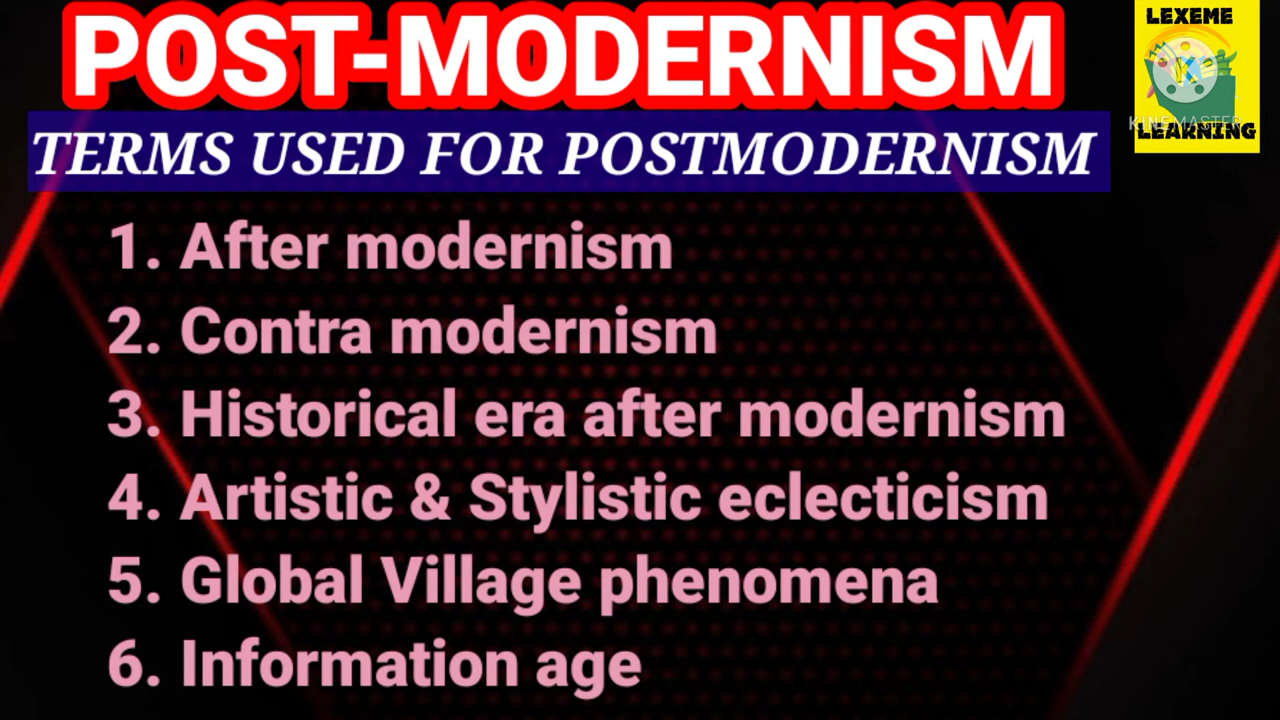 POST-MODERNISM
LEXEME
KINEMASTER
LEARNING
TERMS USED FOR POSTMODERNISM
1. After modernism
2. Contra modernism
3. Historical era after modernism
4. Artistic & Stylistic eclecticism
5. Global Village phenomena
6. Information age